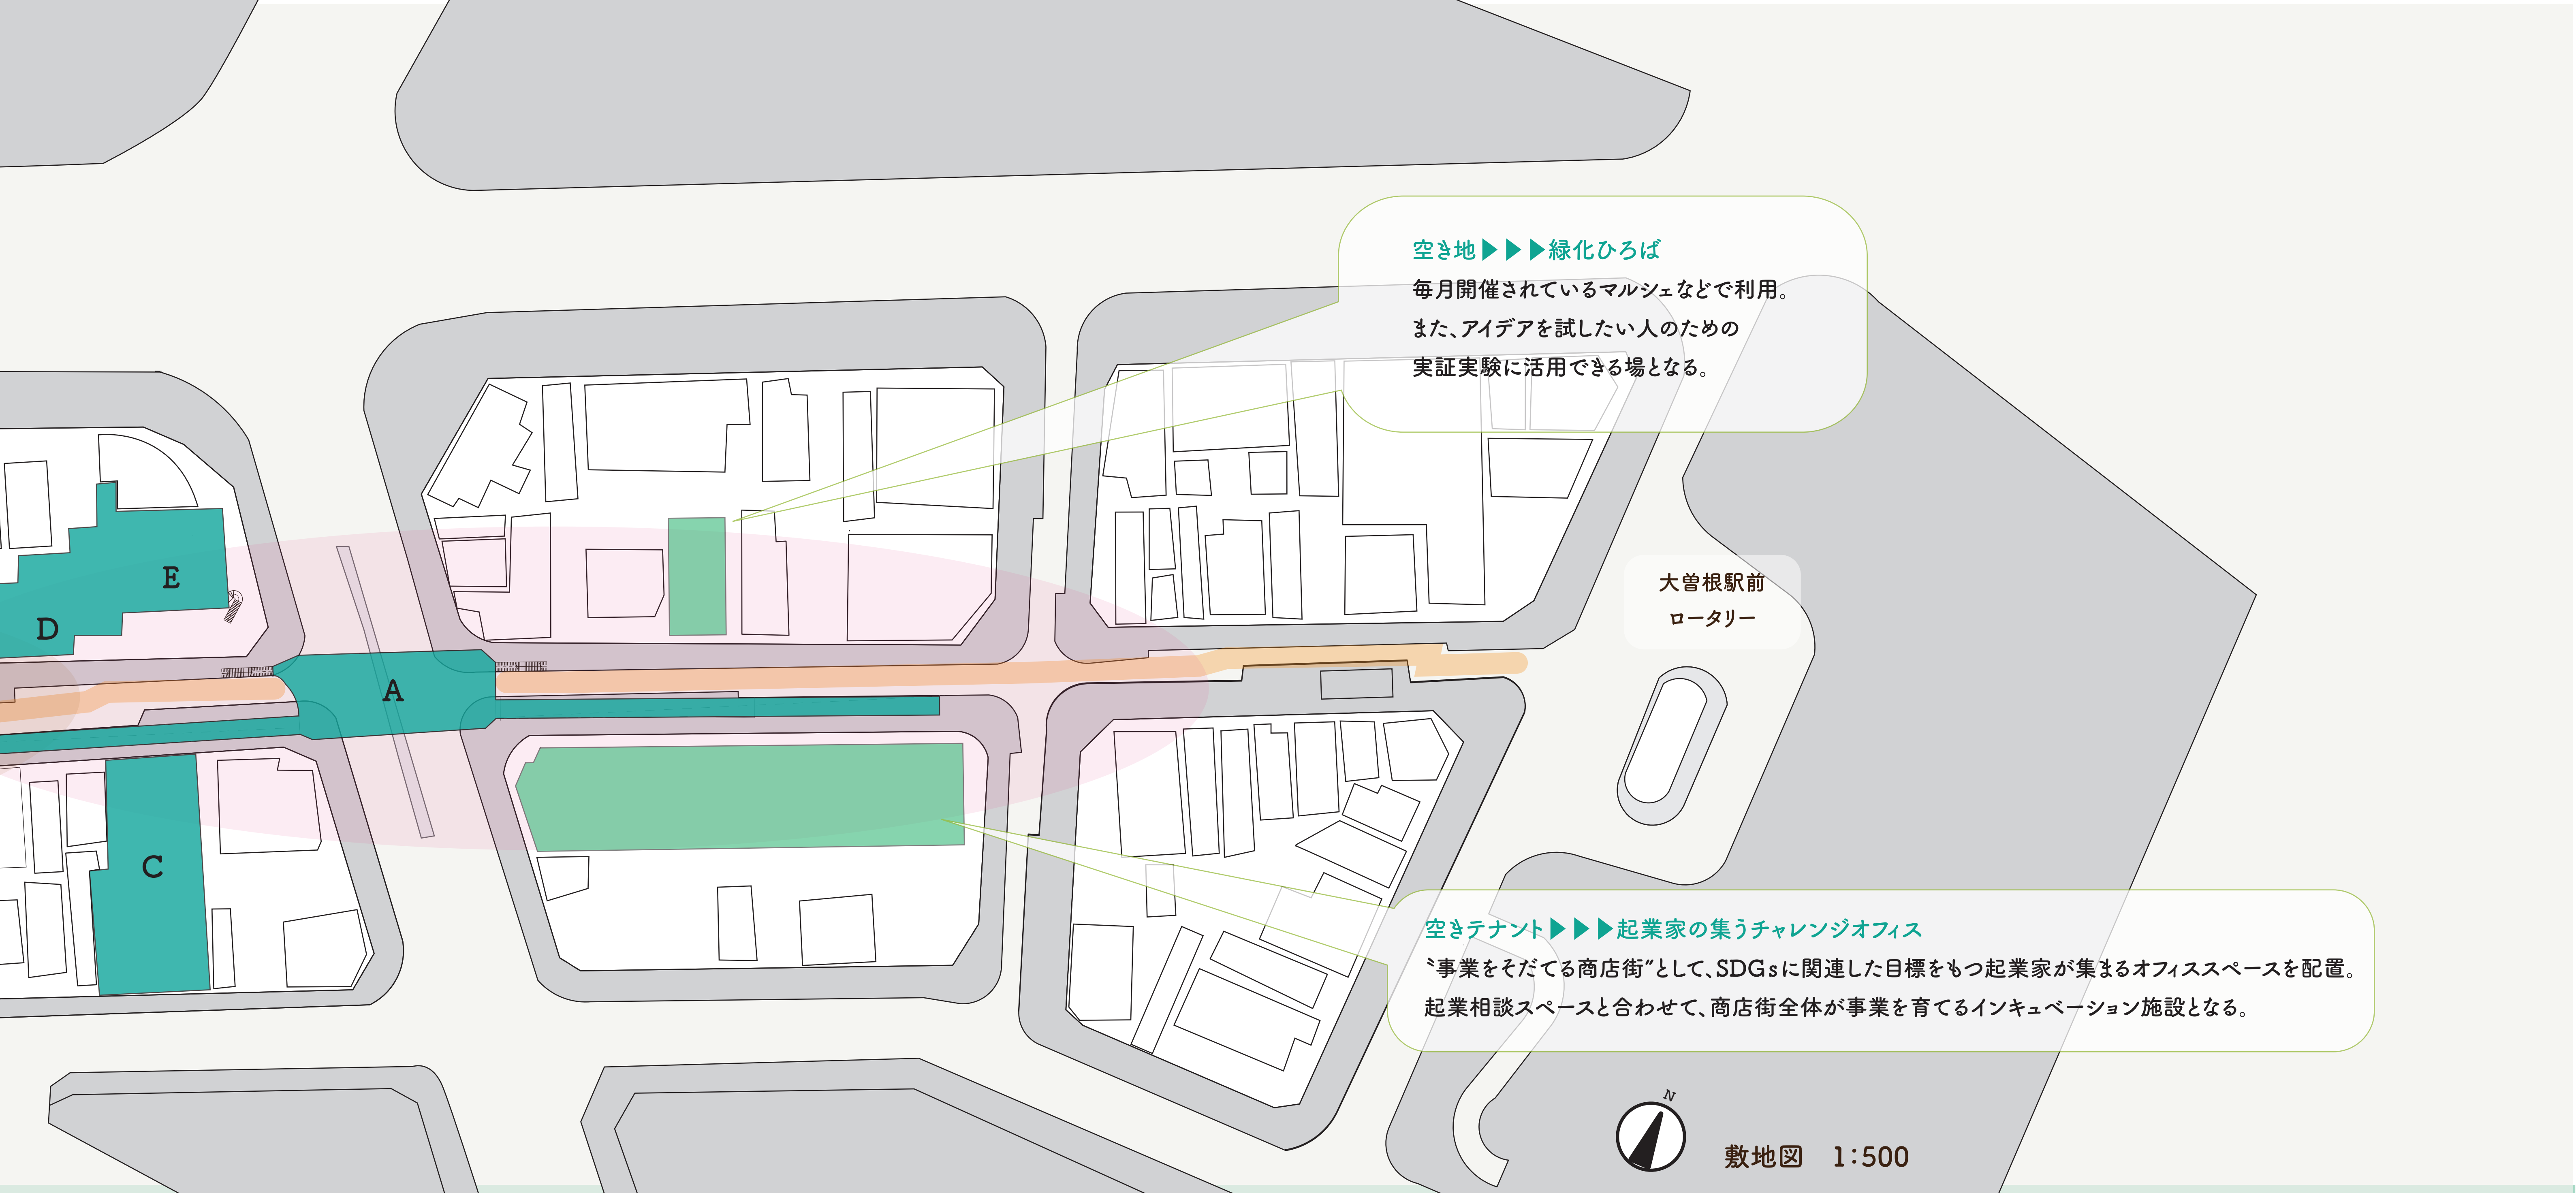 空き地▶▶▶緑化ひろば
毎月開催されているマルシェなどで利用。
また、アイデアを試したい人のための
実証実験に活用できる場となる。
大曽根駅前
ロータリー
E
D
A
C
空きテナント▶▶▶起業家の集うチャレンジオフィス
〝事業をそだてる商店街″として、SDGsに関連した目標をもつ起業家が集まるオフィススペースを配置。
起業相談スペースと合わせて、商店街全体が事業を育てるインキュベーション施設となる。
N
敷地図　1:500